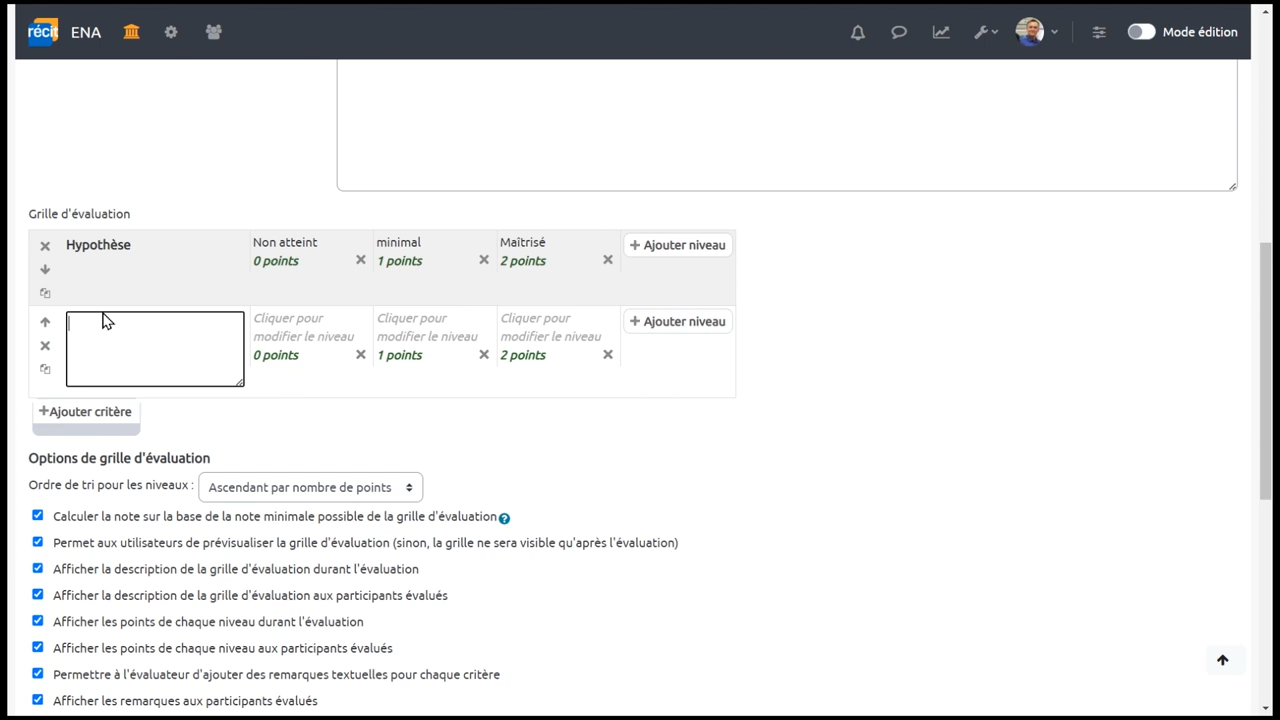 récit ENA Mode édition
Grille d'évaluation
Hypothèse Non atteint minimal Maîtrisé + Ajouter niveau
0 points 1 points 2 points
Cliquer pour Cliquer pour Cliquer pour + Ajouter niveau
modifier le niveau modifier le niveau modifier le niveau
0 points 1 points 2 points
+Ajouter critère
Options de grille d'évaluation
Ordre de tri pour les niveaux : Ascendant par nombre de points
Calculer la note sur la base de la note minimale possible de la grille d'évaluation ?
Permet aux utilisateurs de prévisualiser la grille d'évaluation (sinon, la grille ne sera visible qu'après l'évaluation)
Afficher la description de la grille d'évaluation durant l'évaluation
Afficher la description de la grille d'évaluation aux participants évalués
Afficher les points de chaque niveau durant l'évaluation
Afficher les points de chaque niveau aux participants évalués
Permettre à l'évaluateur d'ajouter des remarques textuelles pour chaque critère
Afficher les remarques aux participants évalués